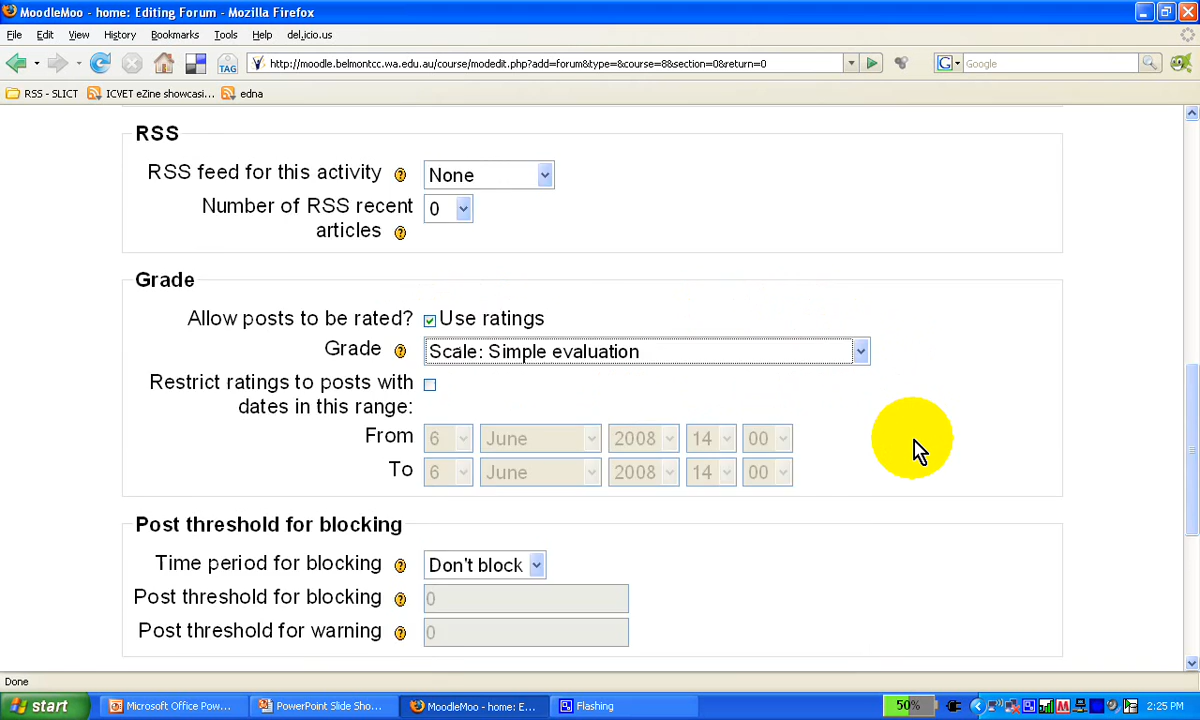 MoodleMoo - home: Editing Forum - Mozilla Firefox
File Edit View History Bookmarks Tools Help del.icio.us
TAG http://moodle.belmontcc.wa.edu.au/course/modedit.php?add=forum&type=&course=8&section=0&return=0 G Google
RSS - SLICT ICVET eZine showcasi... edna
RSS
RSS feed for this activity ? None
Number of RSS recent 0
articles ?
Grade
Allow posts to be rated? Use ratings
Grade ? Scale: Simple evaluation
Restrict ratings to posts with
dates in this range:
From 6 June 2008 14 00
To 6 June 2008 14 00
Post threshold for blocking
Time period for blocking ? Don't block
Post threshold for blocking ? 0
Post threshold for warning ? 0
Done
start Microsoft Office Pow... PowerPoint Slide Sho... MoodleMoo - home: E... Flashing 50% 2:25 PM